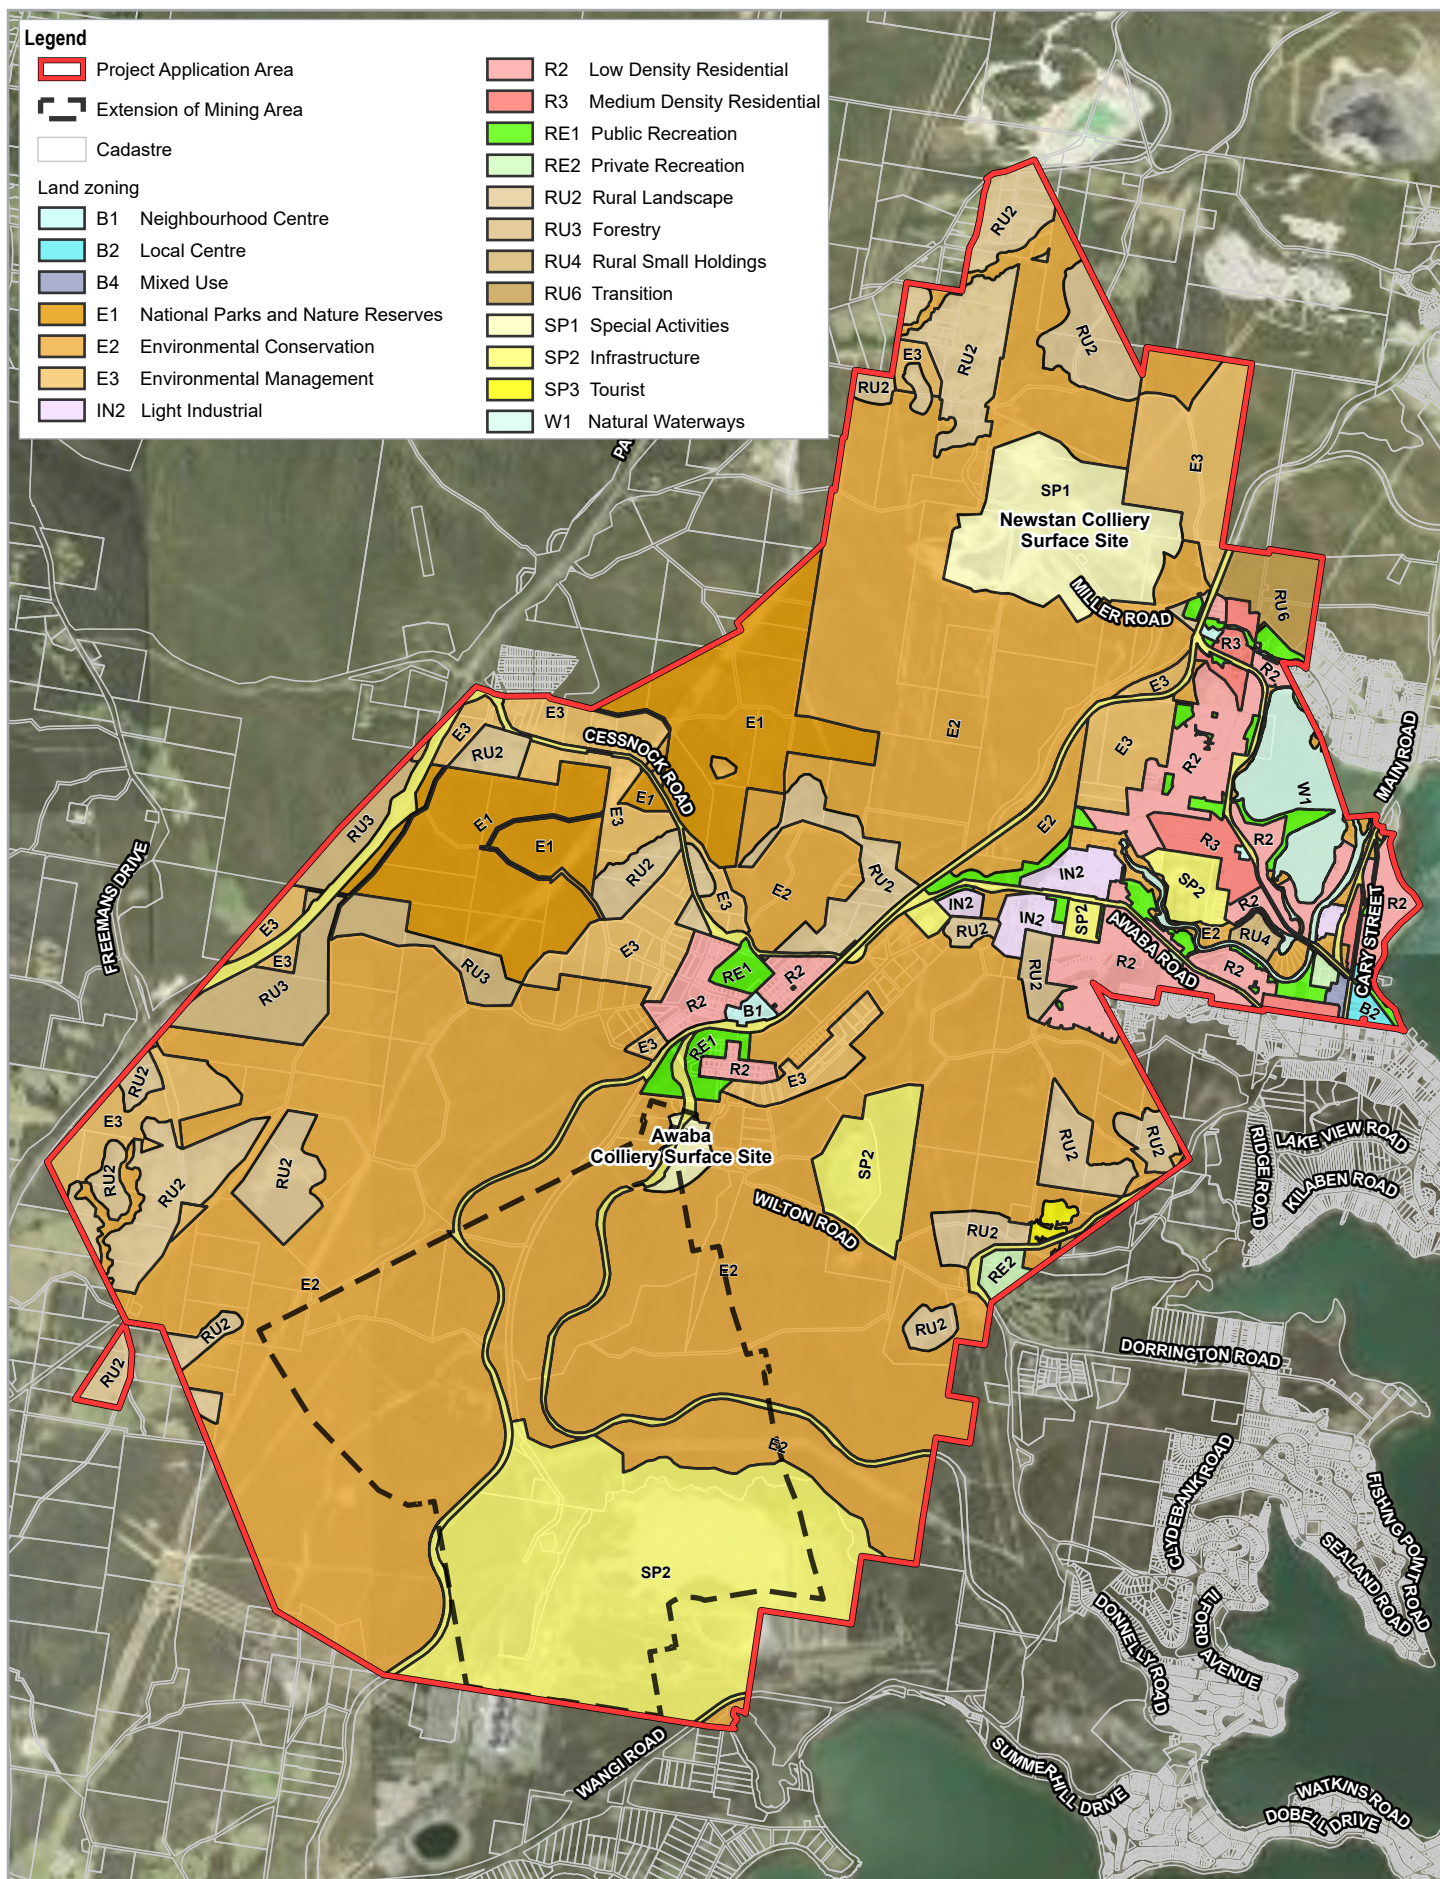 Legend
Project Application Area
Extension of Mining Area
Cadastre
Land zoning
B1 Neighbourhood Centre
B2 Local Centre
B4 Mixed Use
E1 National Parks and Nature Reserves
E2 Environmental Conservation
E3 Environmental Management
IN2 Light Industrial
R2 Low Density Residential
R3 Medium Density Residential
RE1 Public Recreation
RE2 Private Recreation
RU2 Rural Landscape
RU3 Forestry
RU4 Rural Small Holdings
RU6 Transition
SP1 Special Activities
SP2 Infrastructure
SP3 Tourist
W1 Natural Waterways
RU2
RU2
RU2
E3
RU2
PA
E3
SP1
Newstan Colliery
Surface Site
MILLER ROAD
RU6
R3
R2
E3
E1
E2
E3
R2
W1
MAIN ROAD
E3
E3
RU2
CESSNOCK ROAD
E1
E3
RU3
E1
E1
RU2
E2
RU2
E3
E2
R3
R2
IN2
SP2
R2
R2
IN2
IN2
SP2
RU2
AWABA ROAD
E2
RU4
CARY STREET
FREEMANS DRIVE
E3
E3
RU3
RU3
E3
RE1
R2
R2
B1
RU2
R2
R2
B2
E3
RE1
R2
E3
RU2
E3
RU2
RU2
RU2
Awaba
Colliery Surface Site
SP2
RU2
RU2
RIDGE ROAD
LAKE VIEW ROAD
KILABEN ROAD
WILTON ROAD
RU2
RE2
E2
E2
RU2
RU2
RU2
DORRINGTON ROAD
E2
CLYDEBANK ROAD
FISHING POINT ROAD
SEALAND ROAD
SP2
DONNELLY ROAD
ILFORD AVENUE
WANGI ROAD
SUMMERHILL DRIVE
WATKINS ROAD
DOBELL DRIVE